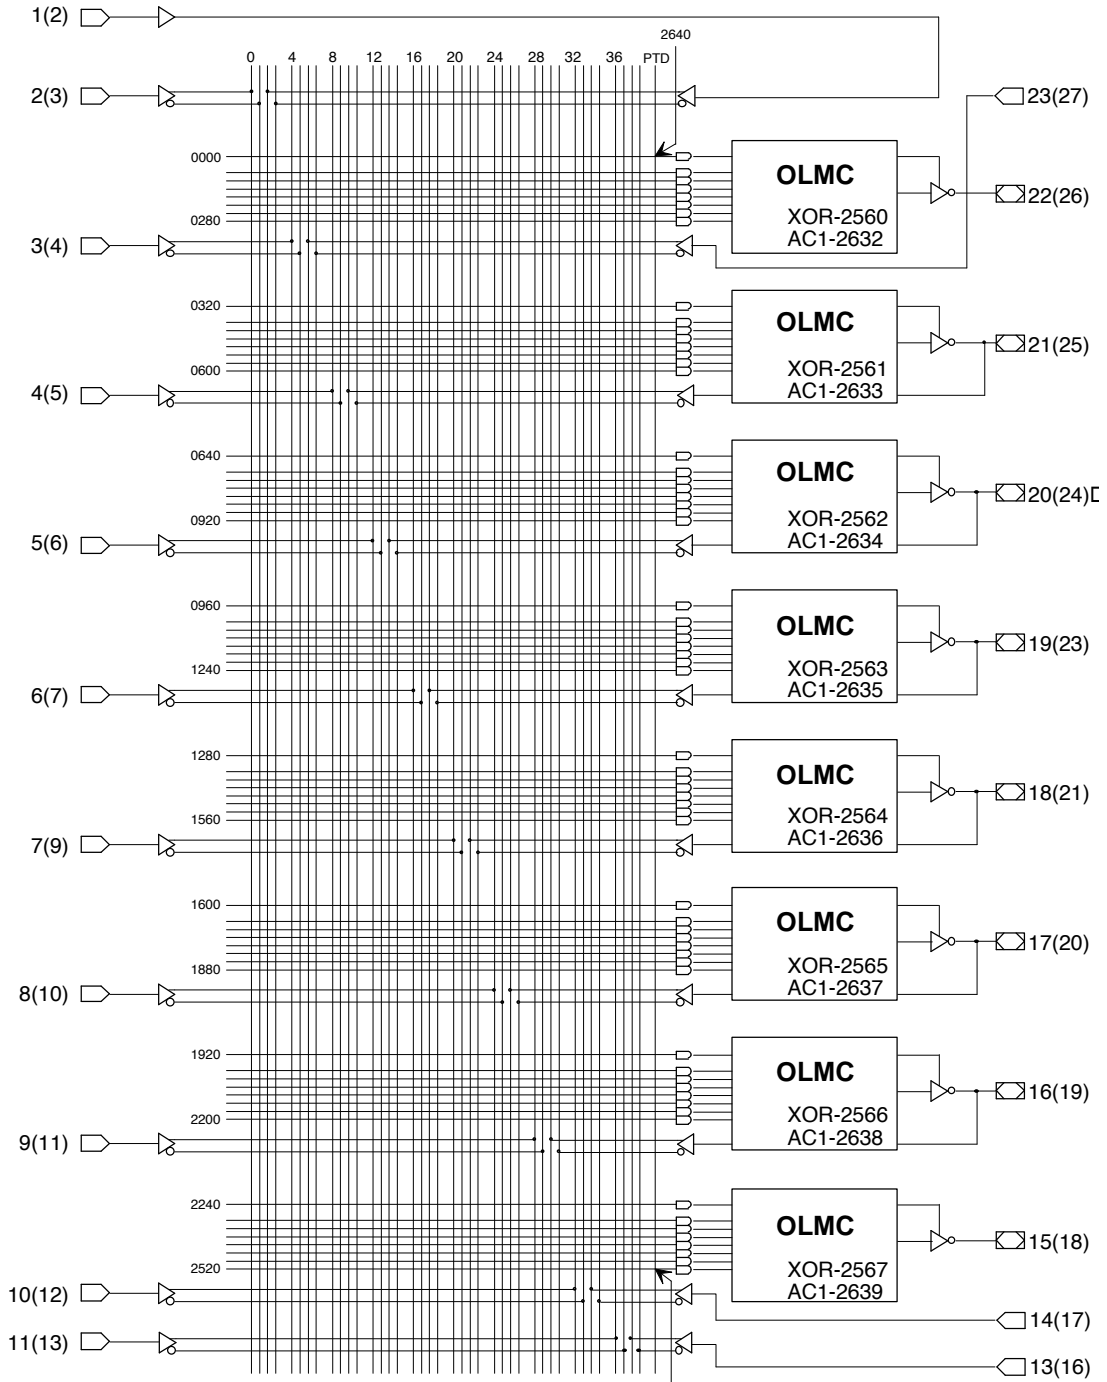 1(2)
2640
0 4 8 12 16 20 24 28 32 36 PTD
2(3)
23(27)
0000
OLMC
XOR-2560
22(26)
0280
AC1-2632
3(4)
0320
OLMC
21(25)
0600
XOR-2561
4(5)
AC1-2633
0640
OLMC
20(24)
0920
XOR-2562
5(6)
AC1-2634
0960
OLMC
19(23)
1240
XOR-2563
6(7)
AC1-2635
1280
OLMC
18(21)
1560
XOR-2564
7(9)
AC1-2636
1600
OLMC
17(20)
1880
XOR-2565
8(10)
AC1-2637
1920
OLMC
16(19)
2200
XOR-2566
9(11)
AC1-2638
2240
OLMC
15(18)
2520
XOR-2567
10(12)
AC1-2639
14(17)
11(13)
13(16)